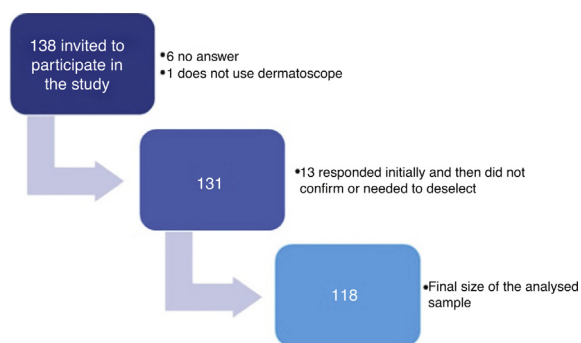 138 invited to
participate in
the study
•6 no answer
•1 does not use dermatoscope
131
•13 responded initially and then did not
confirm or needed to deselect
118
•Final size of the analysed
sample